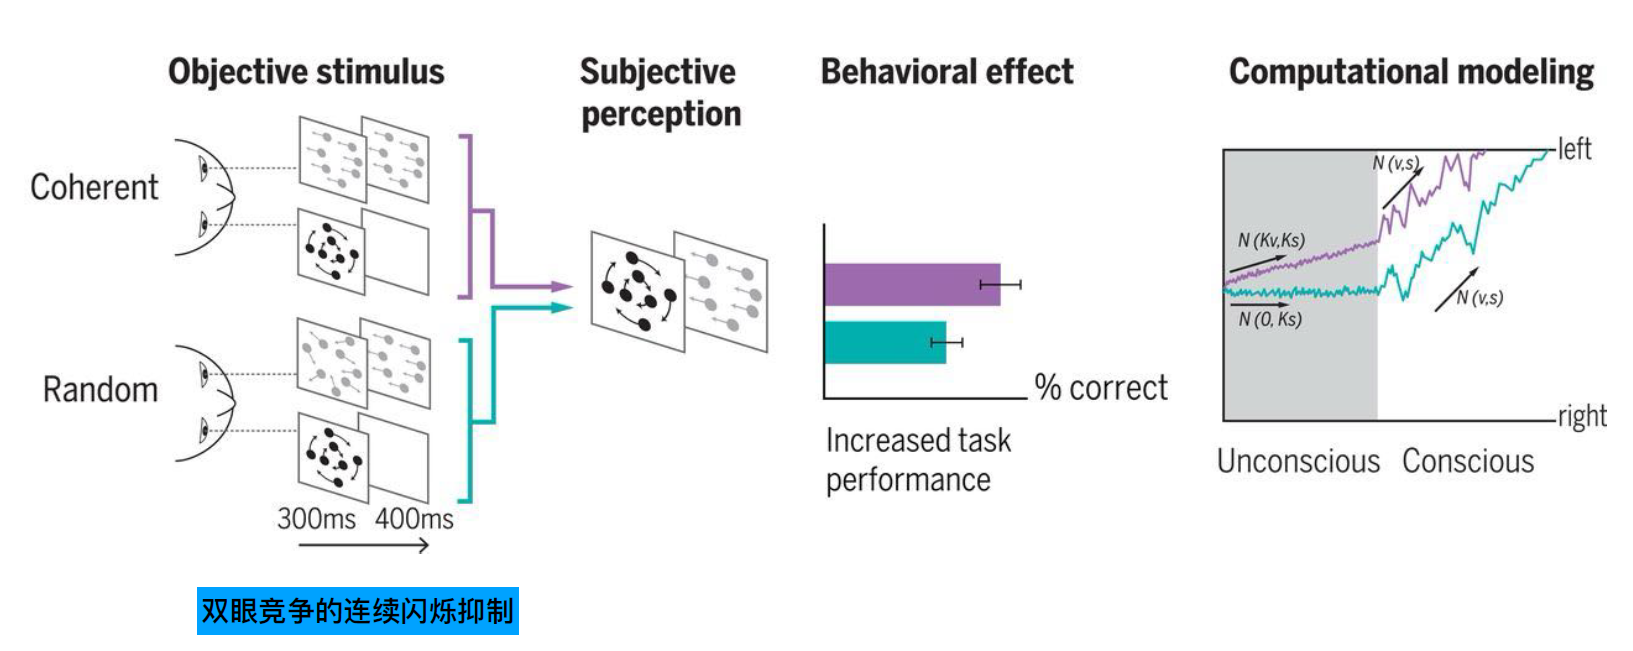 Objective stimulus
Subjective
perception
Behavioral effect
Computational modeling
Coherent
Random
300ms 400ms
% correct
Increased task
performance
left
N (v,s)
N (Kv,Ks)
N (v,s)
N (0, Ks)
right
Unconscious Conscious
双眼竞争的连续闪烁抑制